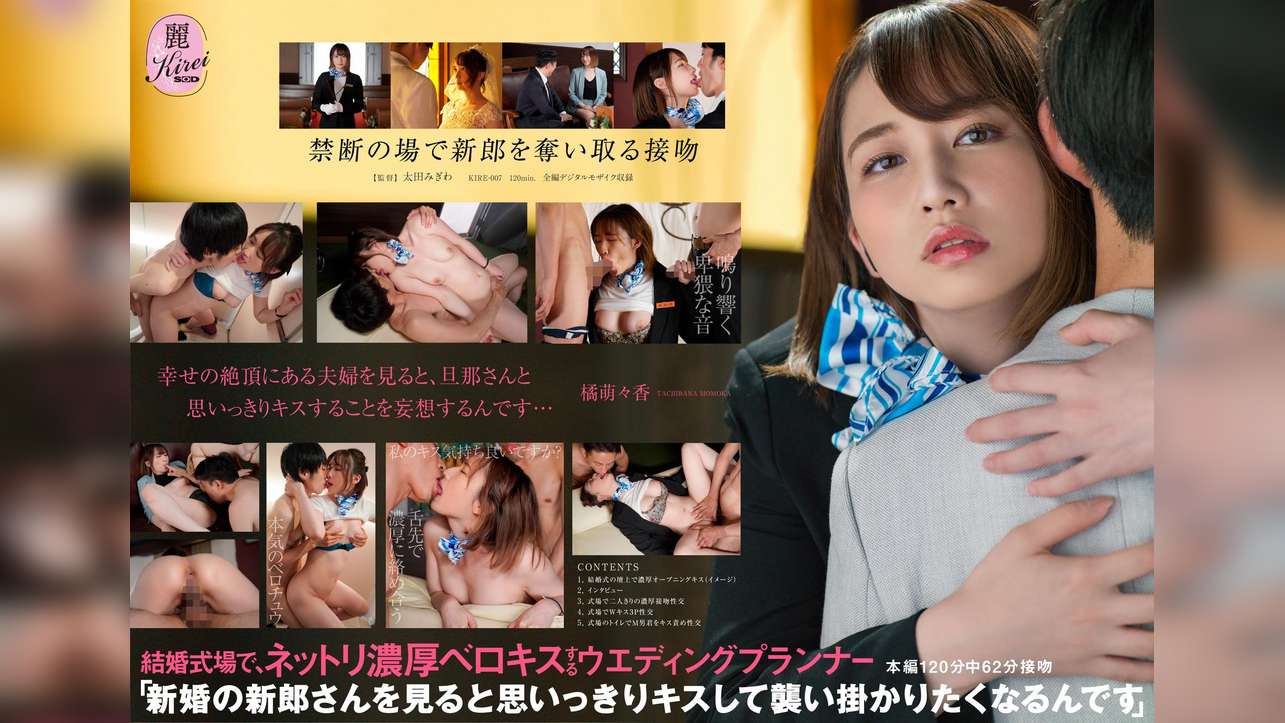 麗
Kirei
SOD
禁断の場で新郎を奪い取る接吻
【監督】太田みぎわ KIRE-007 120min. 全編デジタルモザイク収録
鳴り響く
卑猥な音
幸せの絶頂にある夫婦を見ると、旦那さんと
思いっきりキスすることを妄想するんです…
橘萌々香 TACHIBANA MOMOKA
本気のベロチュウ
私のキス気持ち良いですか?
舌先で
濃厚に絡め合う
CONTENTS
1, 結婚式の壇上で濃厚オープニングキス(イメージ)
2, インタビュー
3, 式場で二人きりの濃厚接吻性交
4, 式場でWキス3P性交
5, 式場のトイレでM男君をキス責め性交
結婚式場で、ネットリ濃厚ベロキスするウエディングプランナー 本編120分中62分接吻
「新婚の新郎さんを見ると思いっきりキスして襲い掛かりたくなるんです」